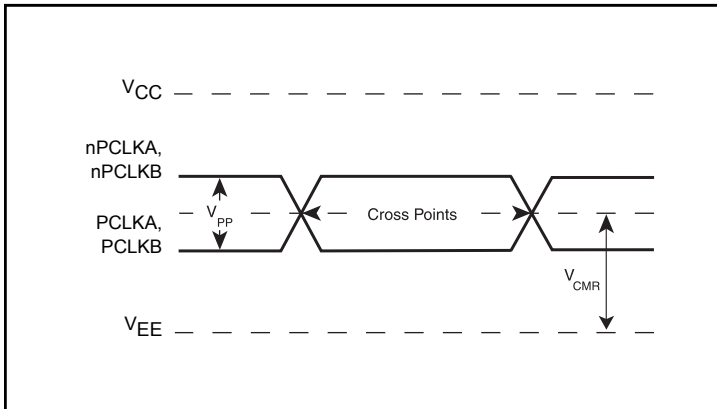 VCC
nPCLKA,
nPCLKB
VPP
Cross Points
PCLKA,
PCLKB
VCMR
VEE